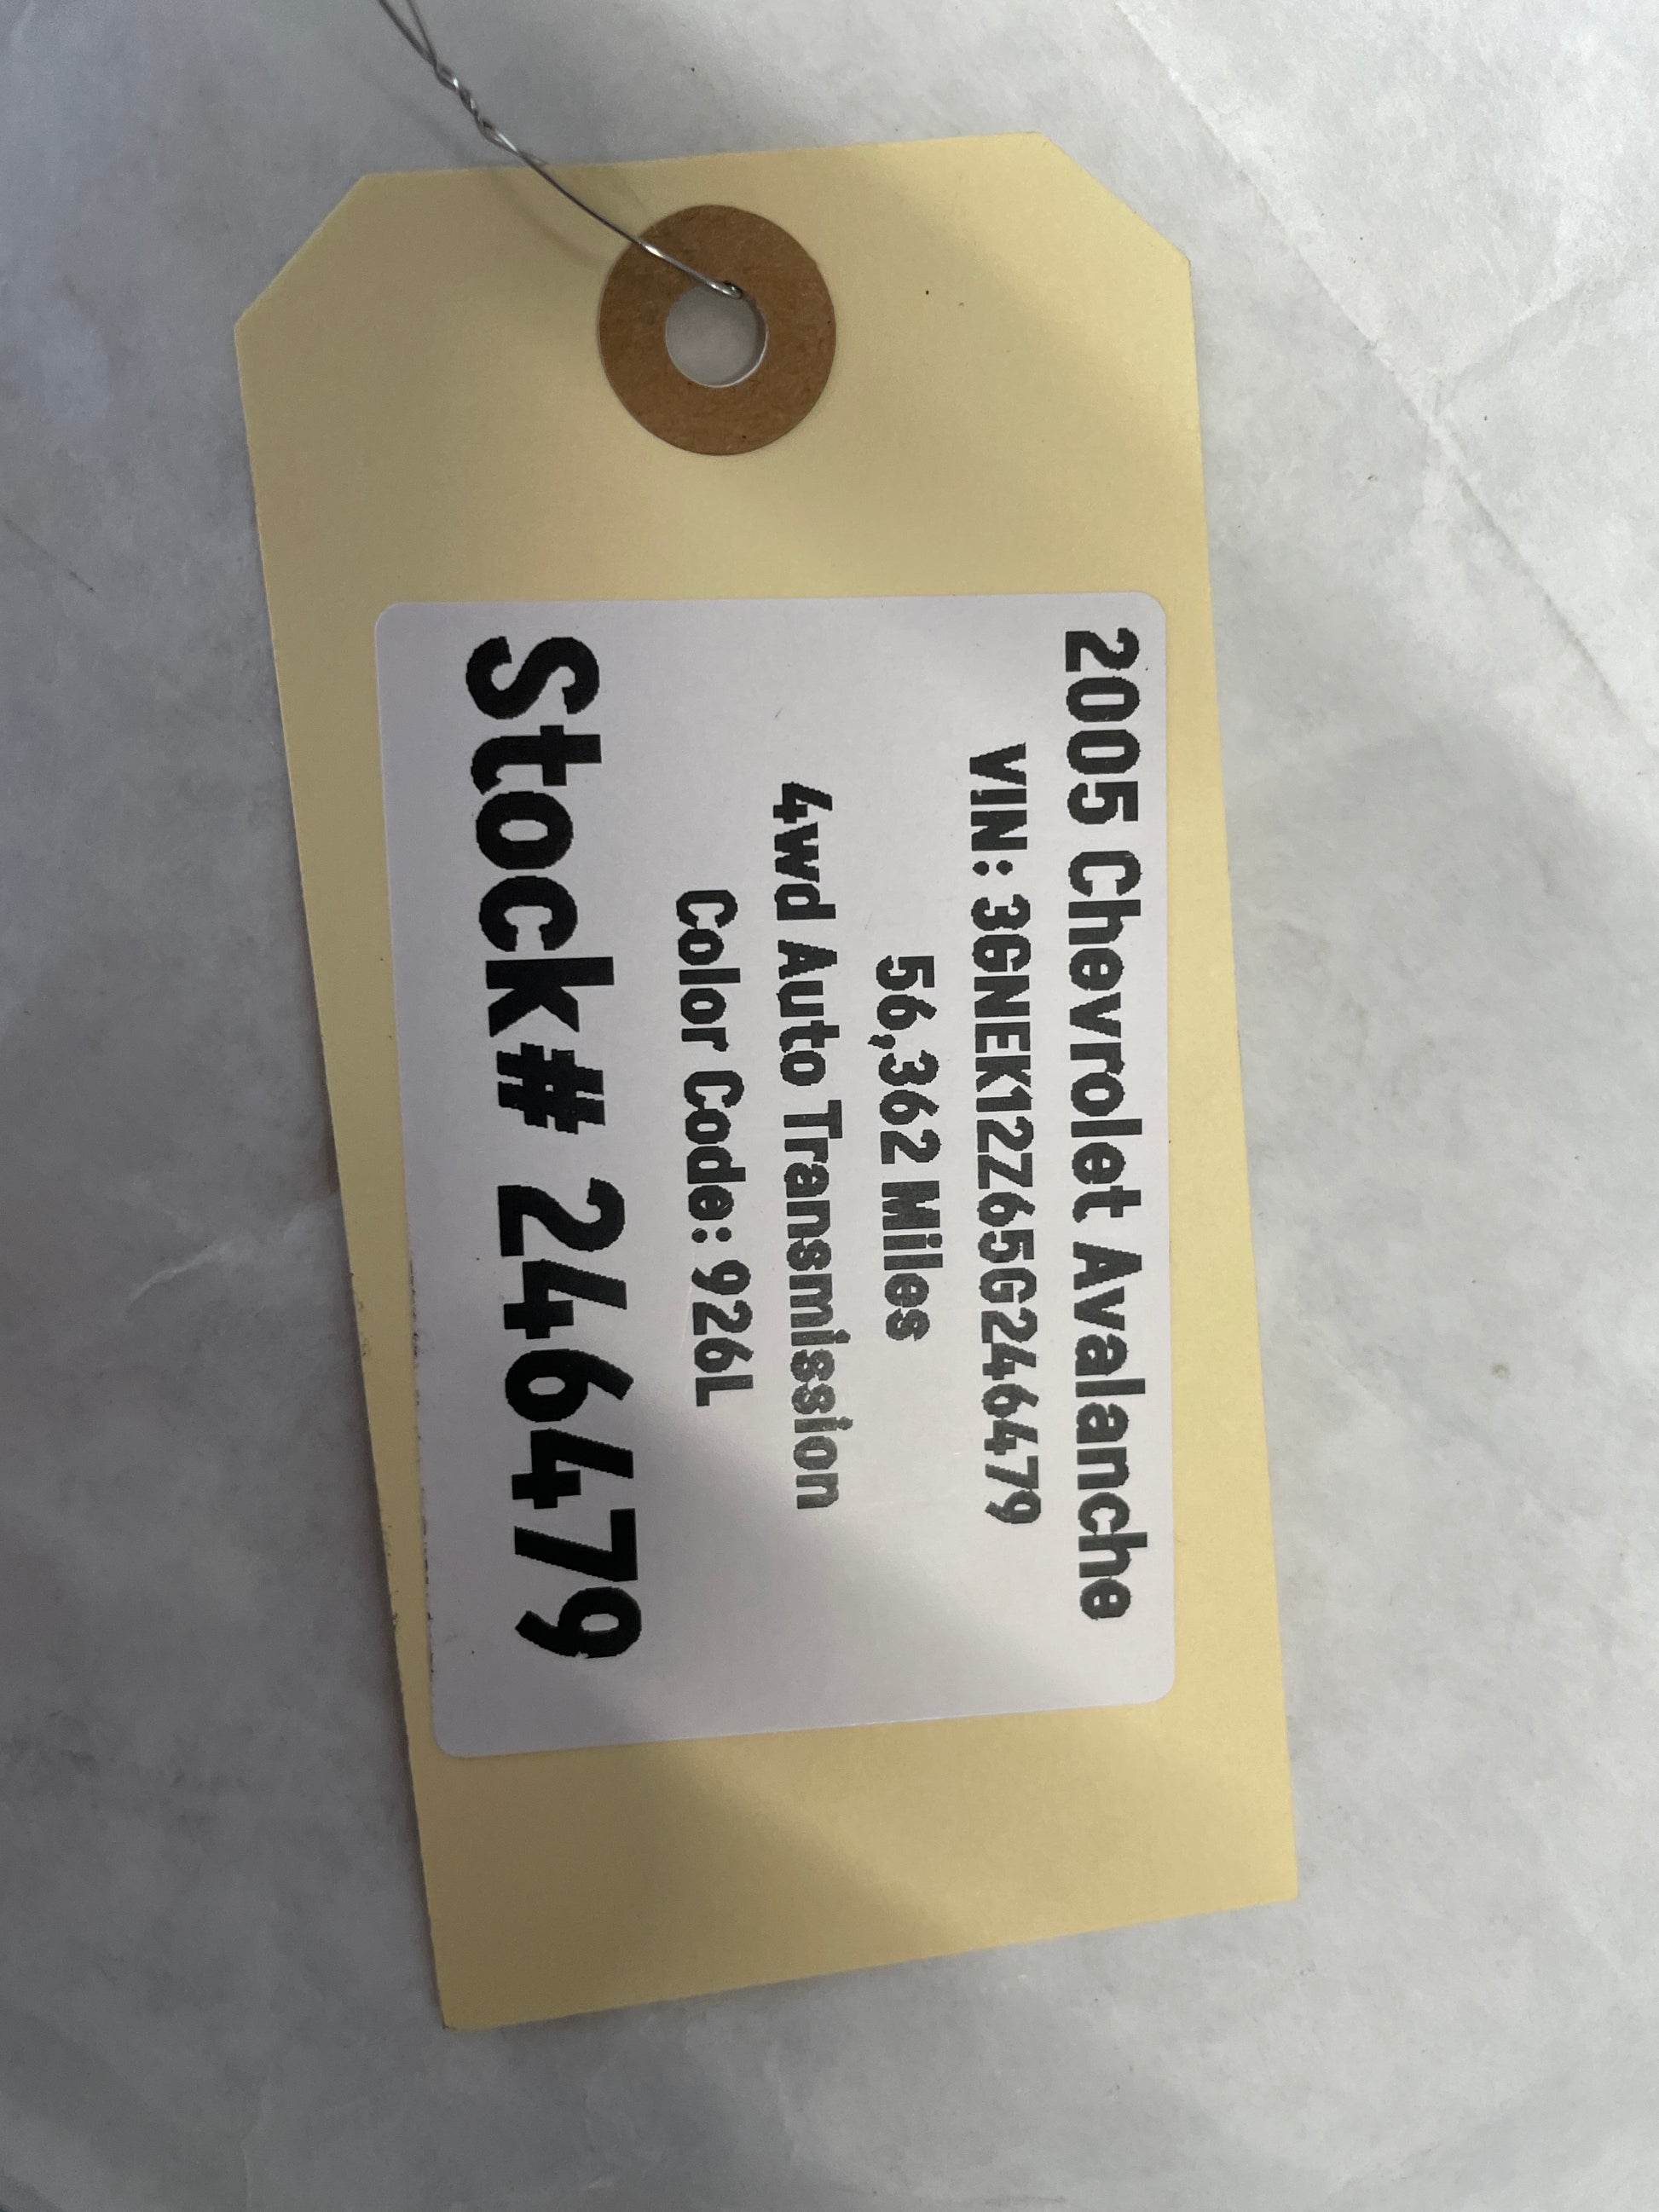 2005 Chevrolet Avalanche
VIN: 3GNEK12Z65G246479
56,362 Miles
4wd Auto Transmission
Color Code: 926L
Stock# 246479